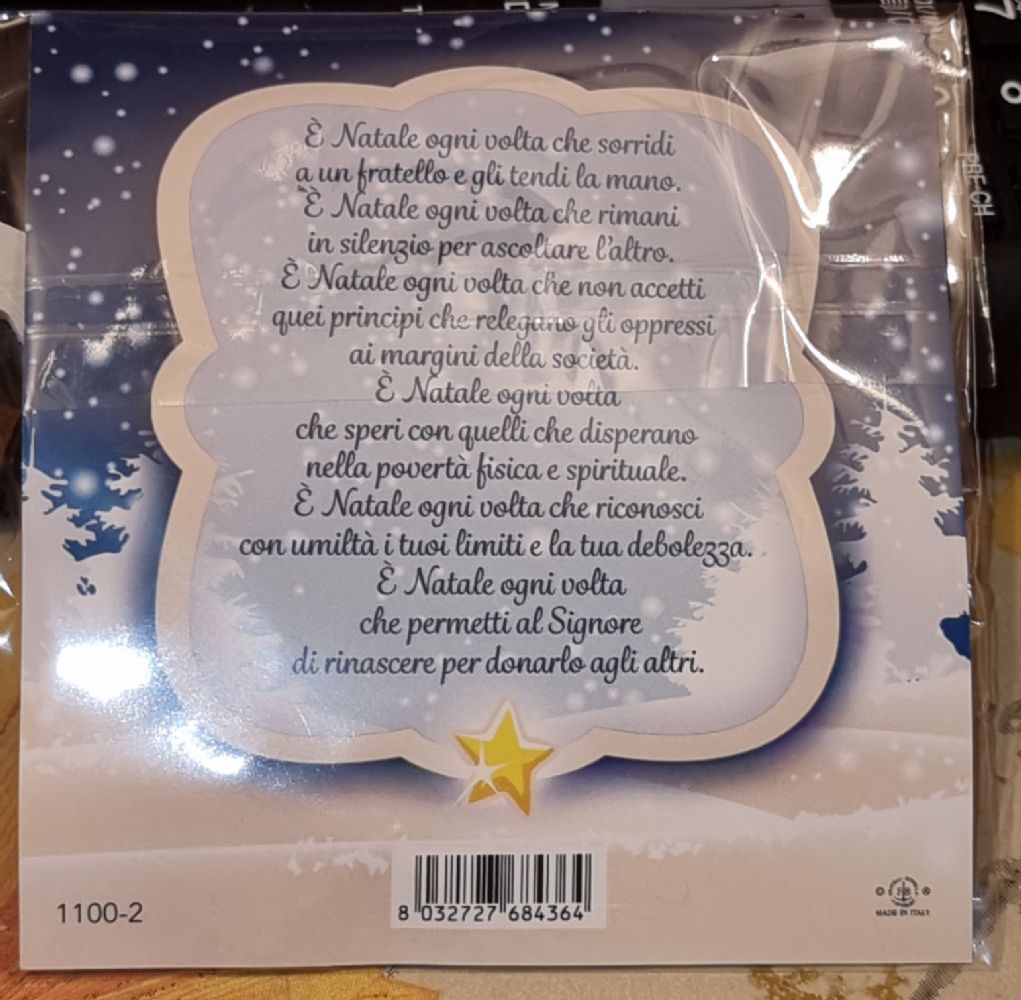 È Natale ogni volta che sorridi
a un fratello e gli tendi la mano.
È Natale ogni volta che rimani
in silenzio per ascoltare l'altro.
È Natale ogni volta che non accetti
quei principi che relegano gli oppressi
ai margini della società.
È Natale ogni volta
che speri con quelli che disperano
nella povertà fisica e spirituale.
È Natale ogni volta che riconosci
con umiltà i tuoi limiti e la tua debolezza.
È Natale ogni volta
che permetti al Signore
di rinascere per donarlo agli altri.
8 032727 684364
1100-2
MADE IN ITALY